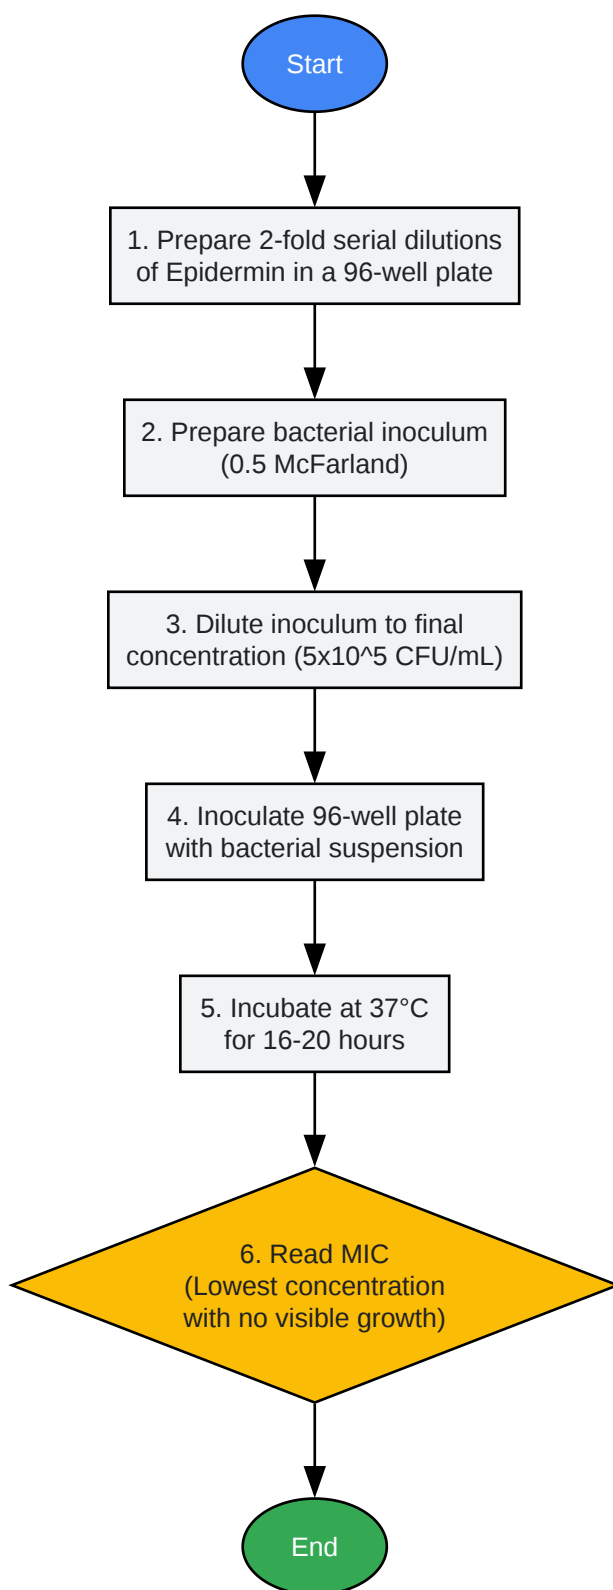 Start
1. Prepare 2-fold serial dilutions
of Epidermin in a 96-well plate
2. Prepare bacterial inoculum
(0.5 McFarland)
3. Dilute inoculum to final
concentration (5x10^5 CFU/mL)
4. Inoculate 96-well plate
with bacterial suspension
5. Incubate at 37°C
for 16-20 hours
6. Read MIC
(Lowest concentration
with no visible growth)
End